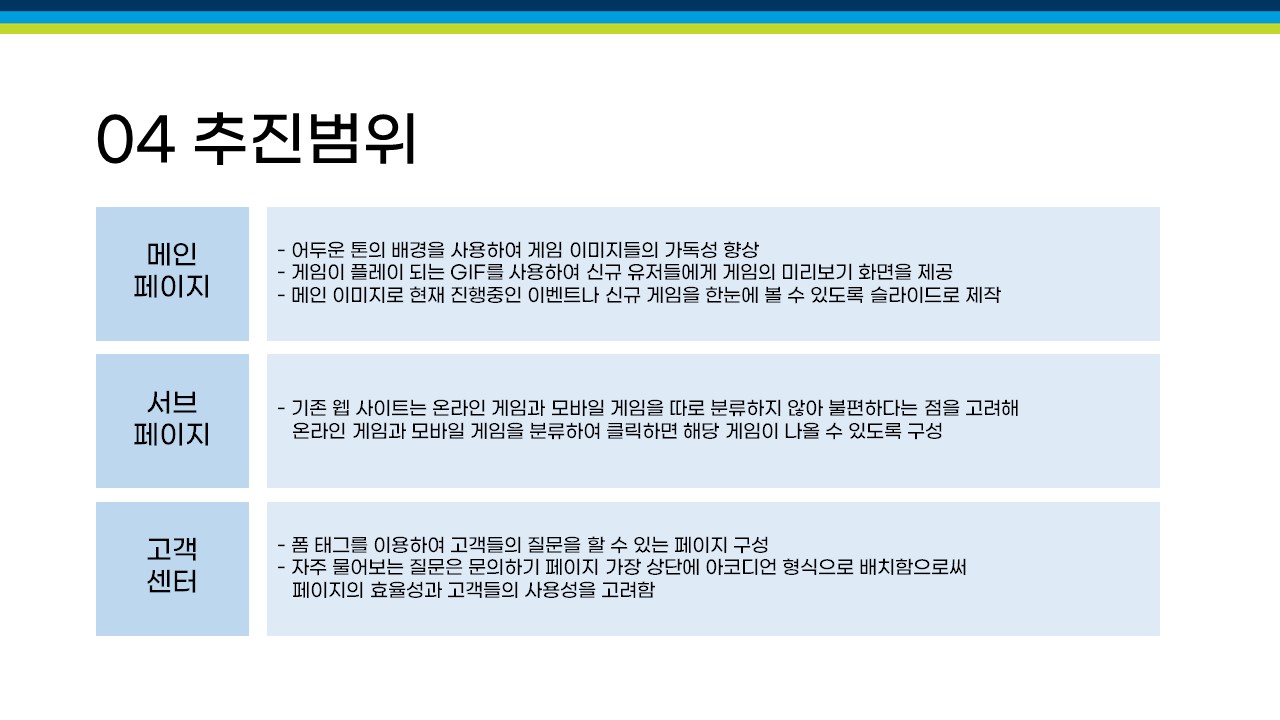 04 추진범위
메인
페이지
- 어두운 톤의 배경을 사용하여 게임 이미지들의 가독성 향상
- 게임이 플레이 되는 GIF를 사용하여 신규 유저들에게 게임의 미리보기 화면을 제공
- 메인 이미지로 현재 진행중인 이벤트나 신규 게임을 한눈에 볼 수 있도록 슬라이드로 제작
서브
페이지
- 기존 웹 사이트는 온라인 게임과 모바일 게임을 따로 분류하지 않아 불편하다는 점을 고려해
온라인 게임과 모바일 게임을 분류하여 클릭하면 해당 게임이 나올 수 있도록 구성
고객
센터
- 폼 태그를 이용하여 고객들의 질문을 할 수 있는 페이지 구성
- 자주 물어보는 질문은 문의하기 페이지 가장 상단에 아코디언 형식으로 배치함으로써
페이지의 효율성과 고객들의 사용성을 고려함